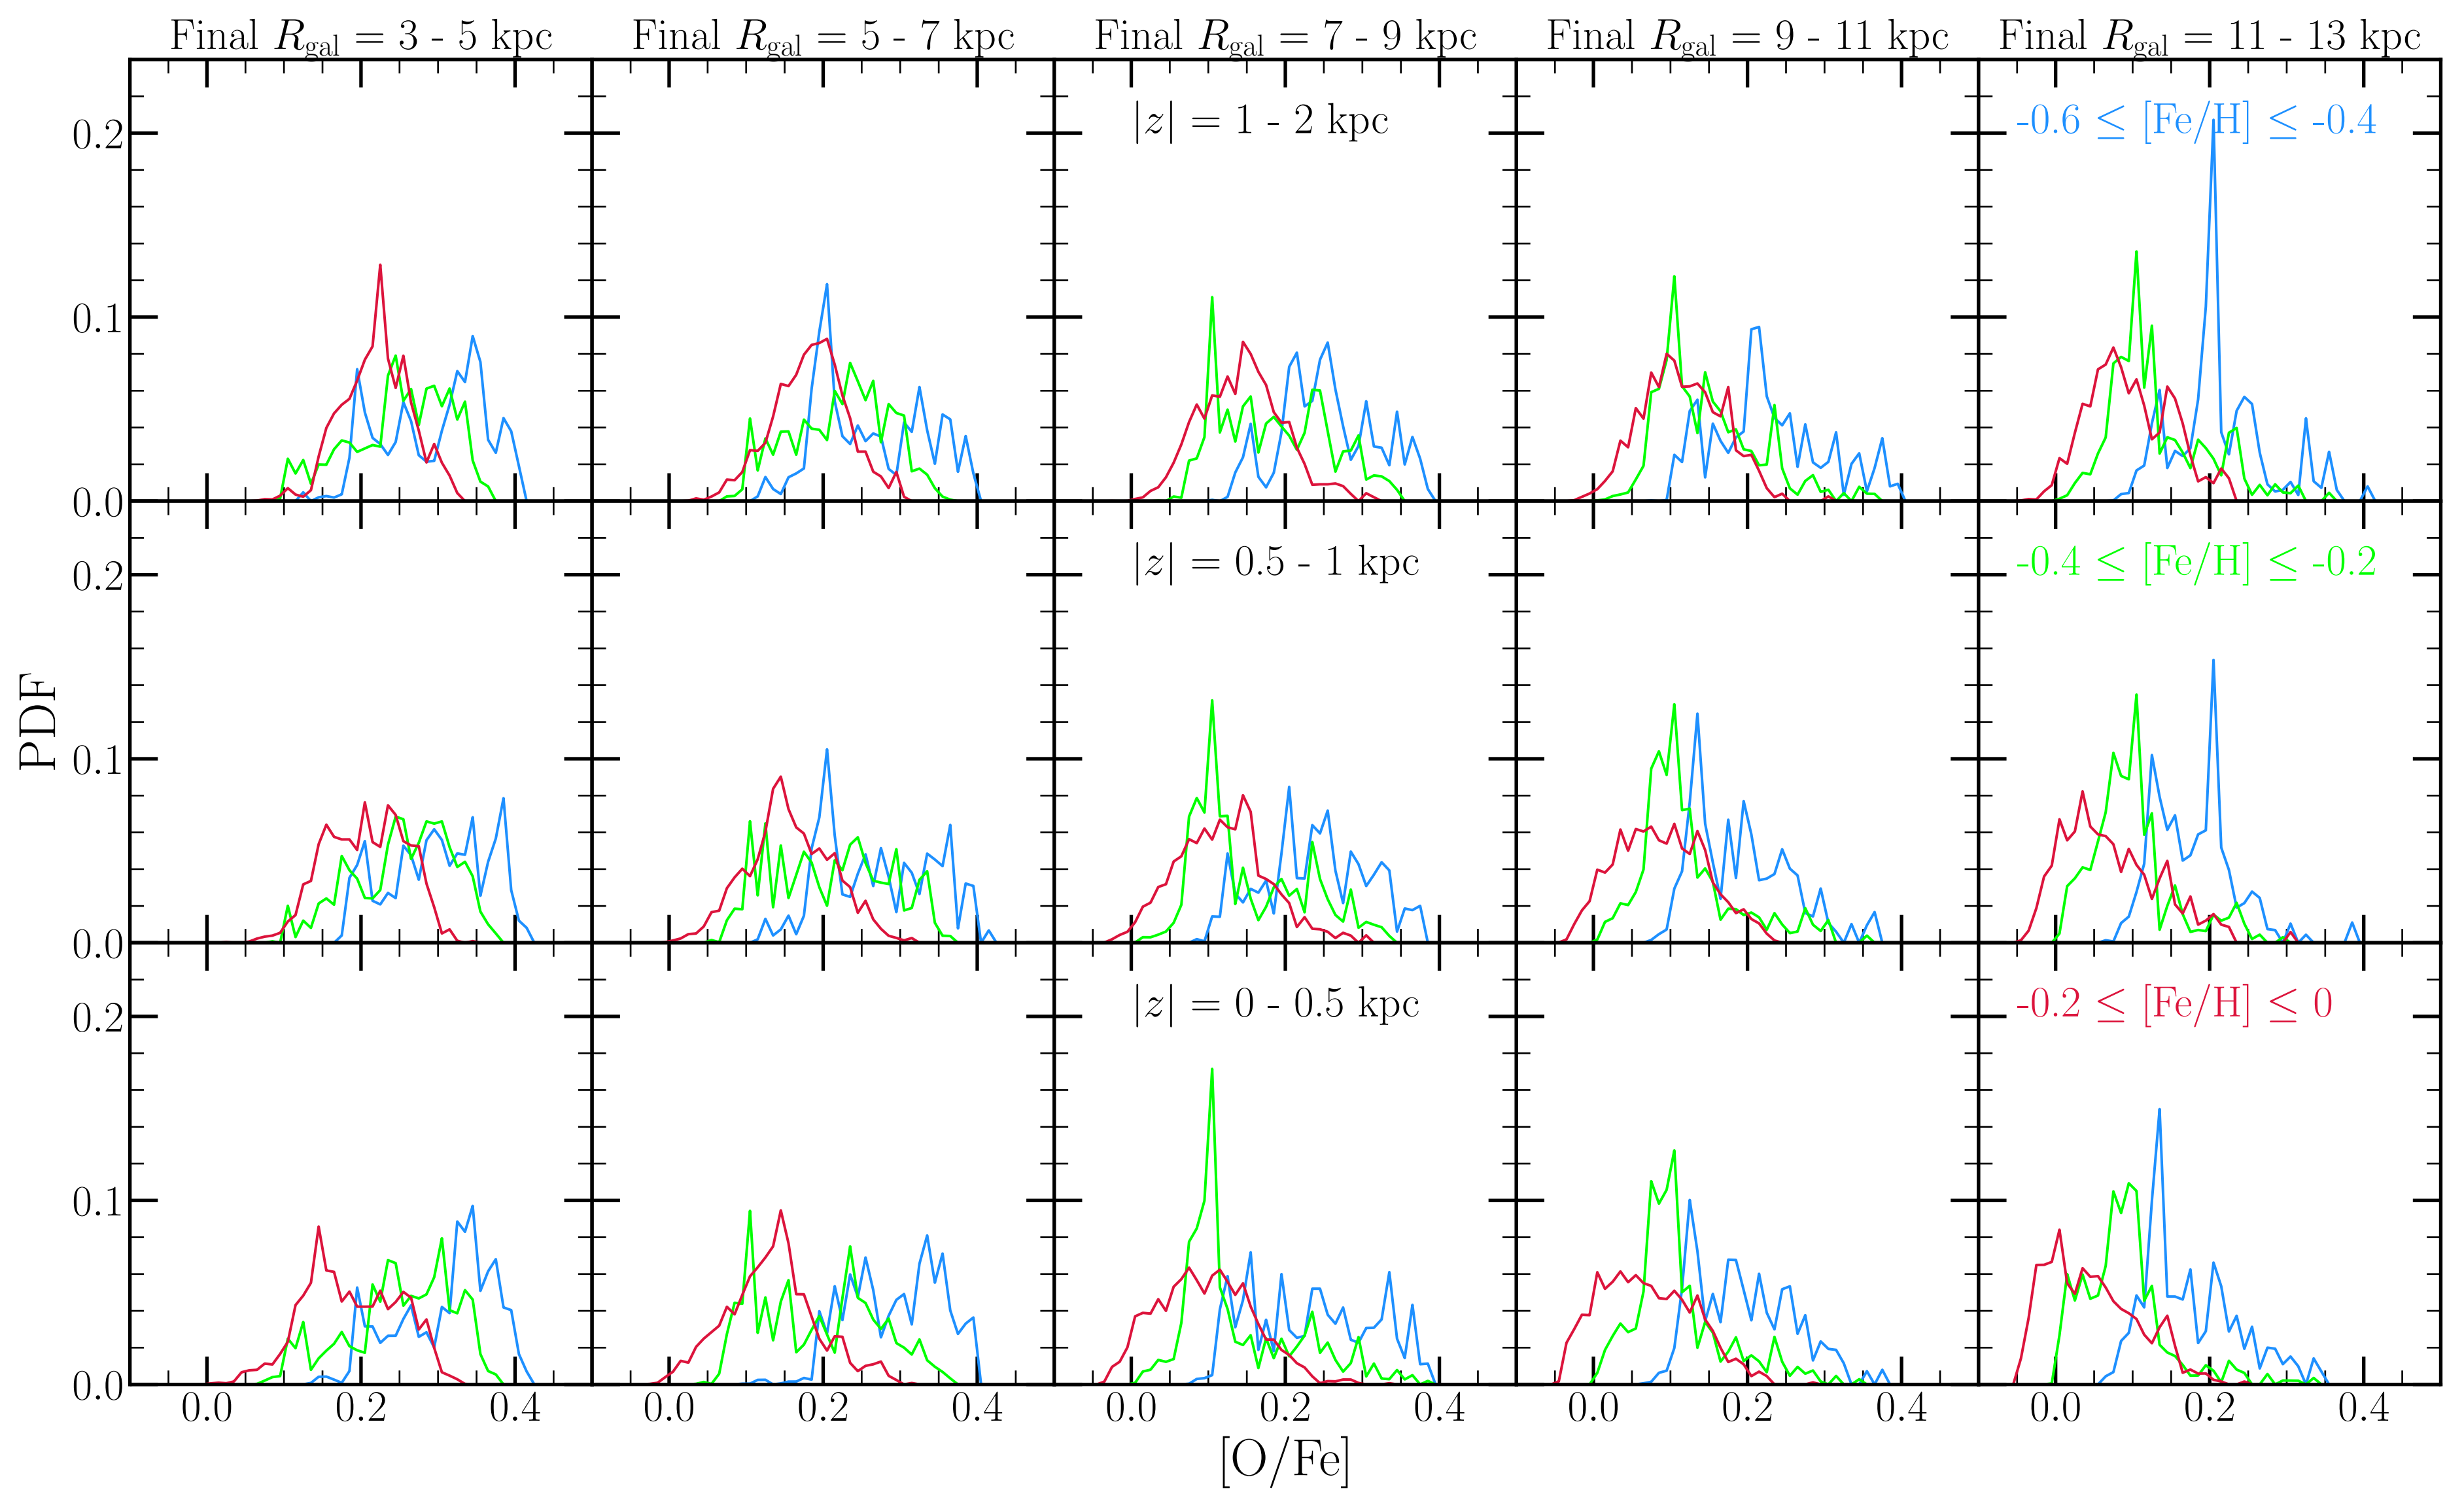 Final R_gal = 3 - 5 kpc
Final R_gal = 5 - 7 kpc
Final R_gal = 7 - 9 kpc
Final R_gal = 9 - 11 kpc
Final R_gal = 11 - 13 kpc
|z| = 1 - 2 kpc
-0.6 ≤ [Fe/H] ≤ -0.4
0.2
0.1
0.0
|z| = 0.5 - 1 kpc
-0.4 ≤ [Fe/H] ≤ -0.2
0.2
0.1
0.0
PDF
|z| = 0 - 0.5 kpc
-0.2 ≤ [Fe/H] ≤ 0
0.2
0.1
0.0
0.0 0.2 0.4 0.0 0.2 0.4 0.0 0.2 0.4 0.0 0.2 0.4 0.0 0.2 0.4
[O/Fe]